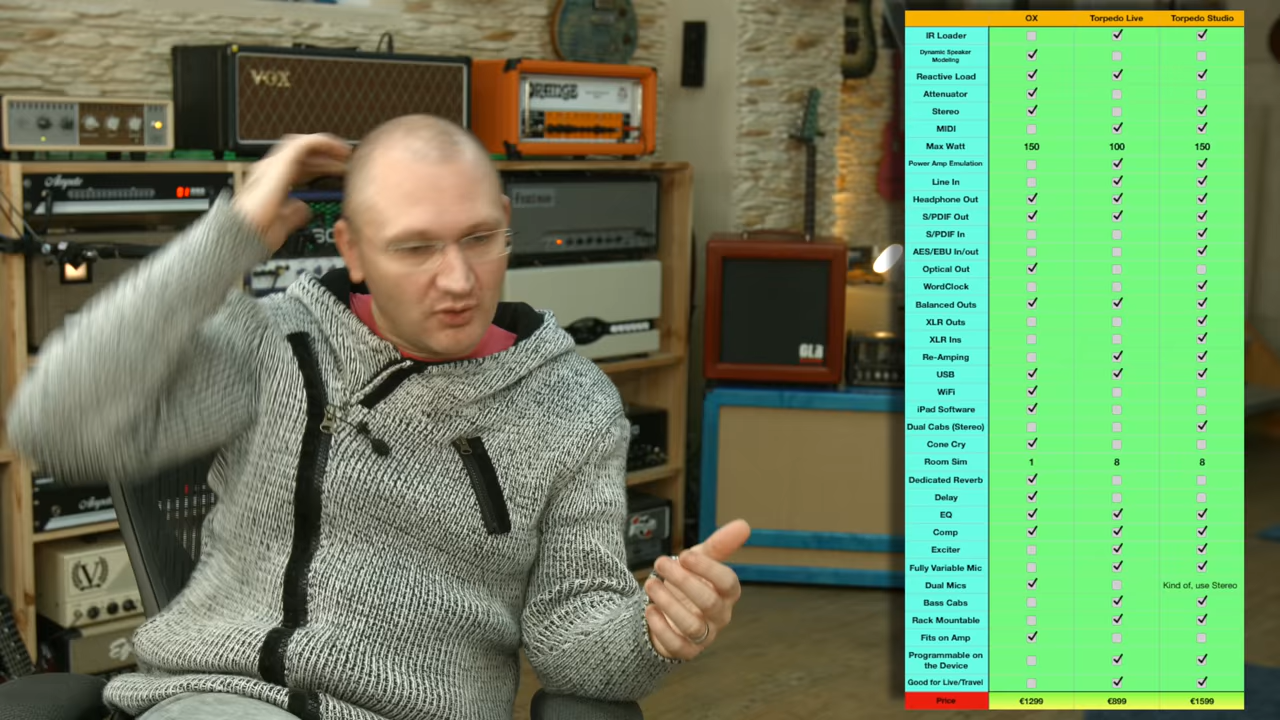 OX Torpedo Live Torpedo Studio
IR Loader
Dynamic Speaker
Modeling
Reactive Load
Attenuator
Stereo
MIDI
Max Watt 150 100 150
Power Amp Emulation
Line In
Headphone Out
S/PDIF Out
S/PDIF In
AES/EBU In/out
Optical Out
WordClock
Balanced Outs
XLR Outs
XLR Ins
Re-Amping
USB
WiFi
iPad Software
Dual Cabs (Stereo)
Cone Cry
Room Sim 1 8 8
Dedicated Reverb
Delay
EQ
Comp
Exciter
Fully Variable Mic
Dual Mics Kind of, use Stereo
Bass Cabs
Rack Mountable
Fits on Amp
Programmable on
the Device
Good for Live/Travel
Price €1299 €899 €1599
VOX
ORANGE
Ampete
V